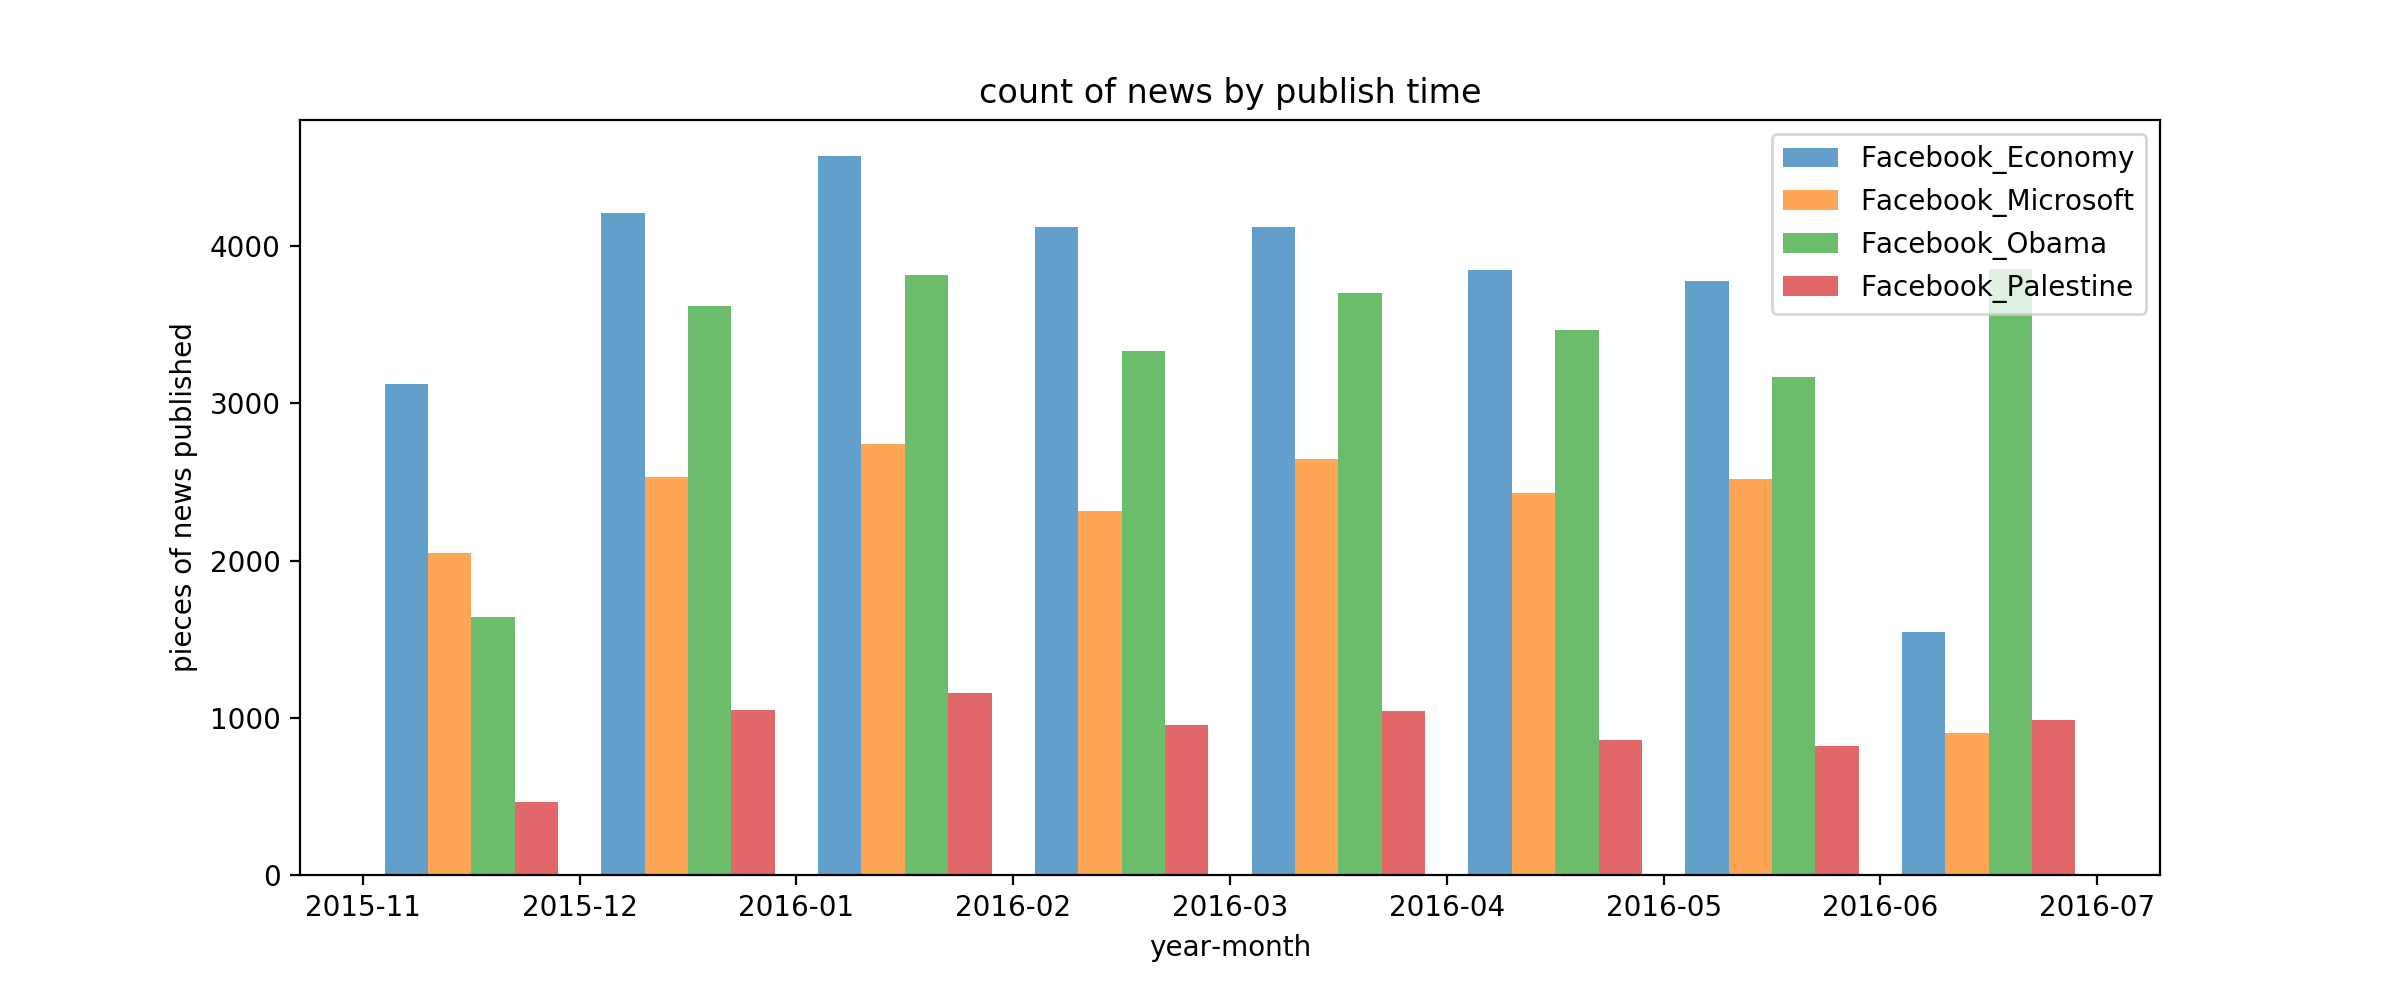 count of news by publish time
Facebook_Economy
Facebook_Microsoft
Facebook_Obama
Facebook_Palestine
pieces of news published
4000
3000
2000
1000
0
2015-11 2015-12 2016-01 2016-02 2016-03 2016-04 2016-05 2016-06 2016-07
year-month